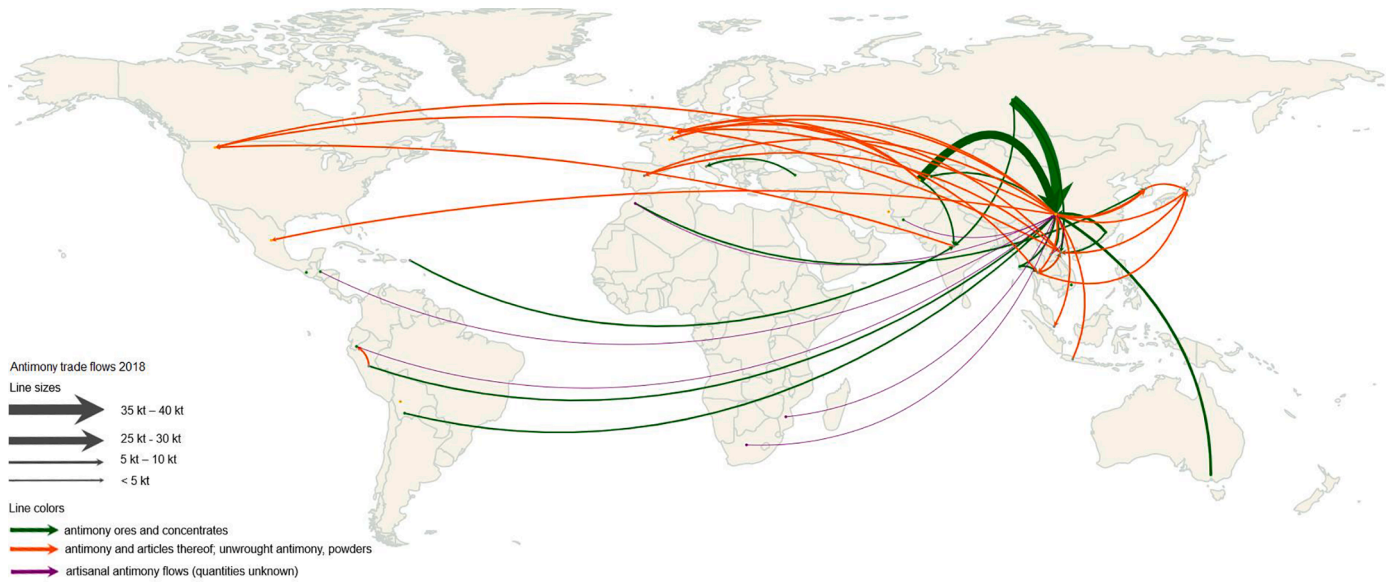 Antimony trade flows 2018
Line sizes
35 kt – 40 kt
25 kt - 30 kt
5 kt – 10 kt
< 5 kt
Line colors
antimony ores and concentrates
antimony and articles thereof; unwrought antimony, powders
artisanal antimony flows (quantities unknown)